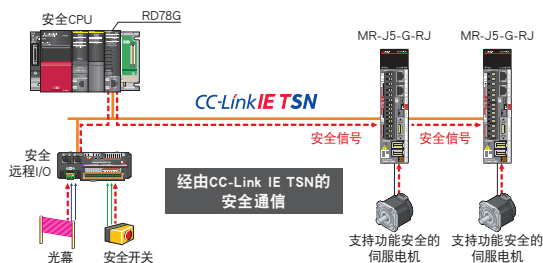 安全CPU
RD78G
MR-J5-G-RJ
MR-J5-G-RJ
CC-Link IE TSN
安全信号
安全信号
安全
远程I/O
经由CC-Link IE TSN的
安全通信
光幕
安全开关
支持功能安全的
伺服电机
支持功能安全的
伺服电机